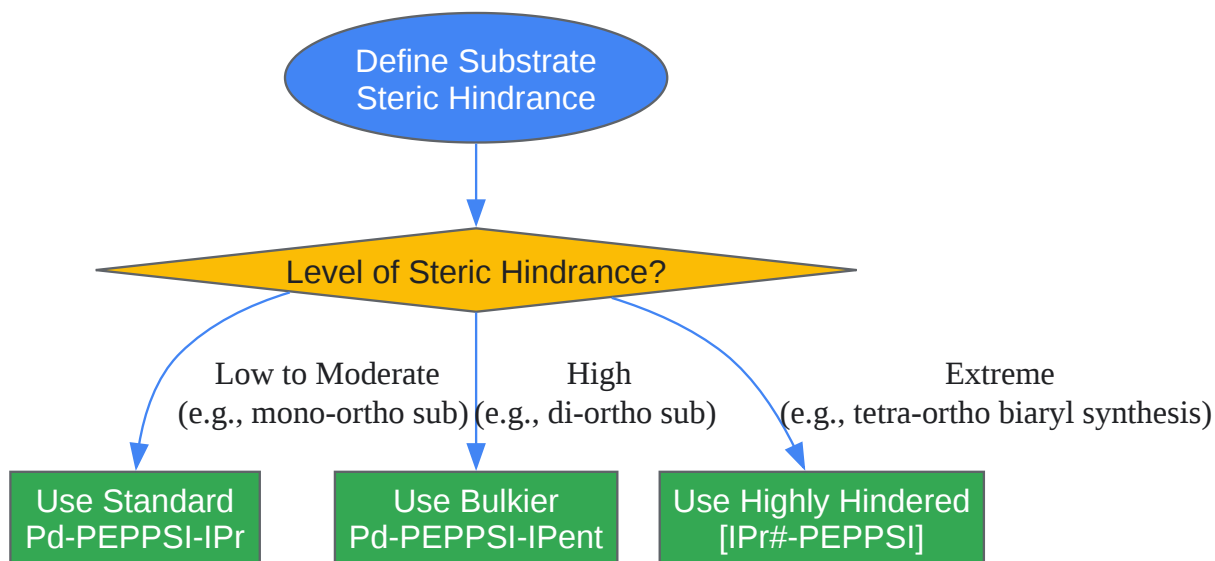 Define Substrate
Steric Hindrance
Level of Steric Hindrance?
Low to Moderate
(e.g., mono-ortho sub)
High
(e.g., di-ortho sub)
Extreme
(e.g., tetra-ortho biaryl synthesis)
Use Standard
Pd-PEPPSI-IPr
Use Bulkier
Pd-PEPPSI-IPent
Use Highly Hindered
[IPr#-PEPPSI]